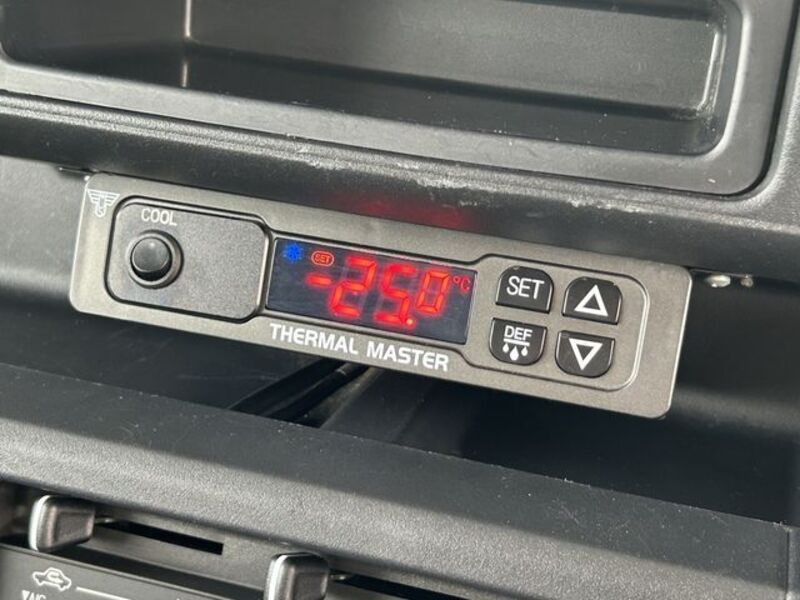 COOL
SET
-25.0°C
SET
DEF
THERMAL MASTER